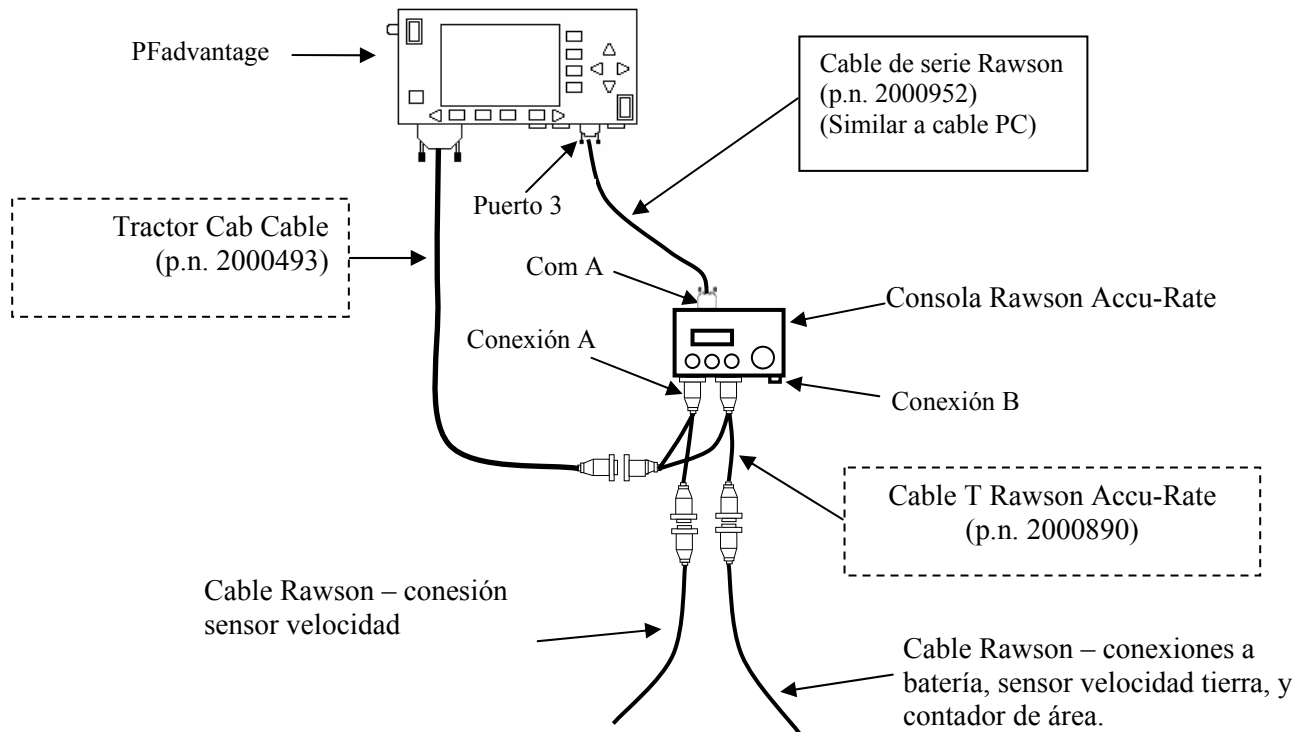 PFadvantage
Cable de serie Rawson
(p.n. 2000952)
(Similar a cable PC)
Puerto 3
Tractor Cab Cable
(p.n. 2000493)
Com A
Consola Rawson Accu-Rate
Conexión A
Conexión B
Cable T Rawson Accu-Rate
(p.n. 2000890)
Cable Rawson – conesión
sensor velocidad
Cable Rawson – conexiones a
batería, sensor velocidad tierra, y
contador de área.